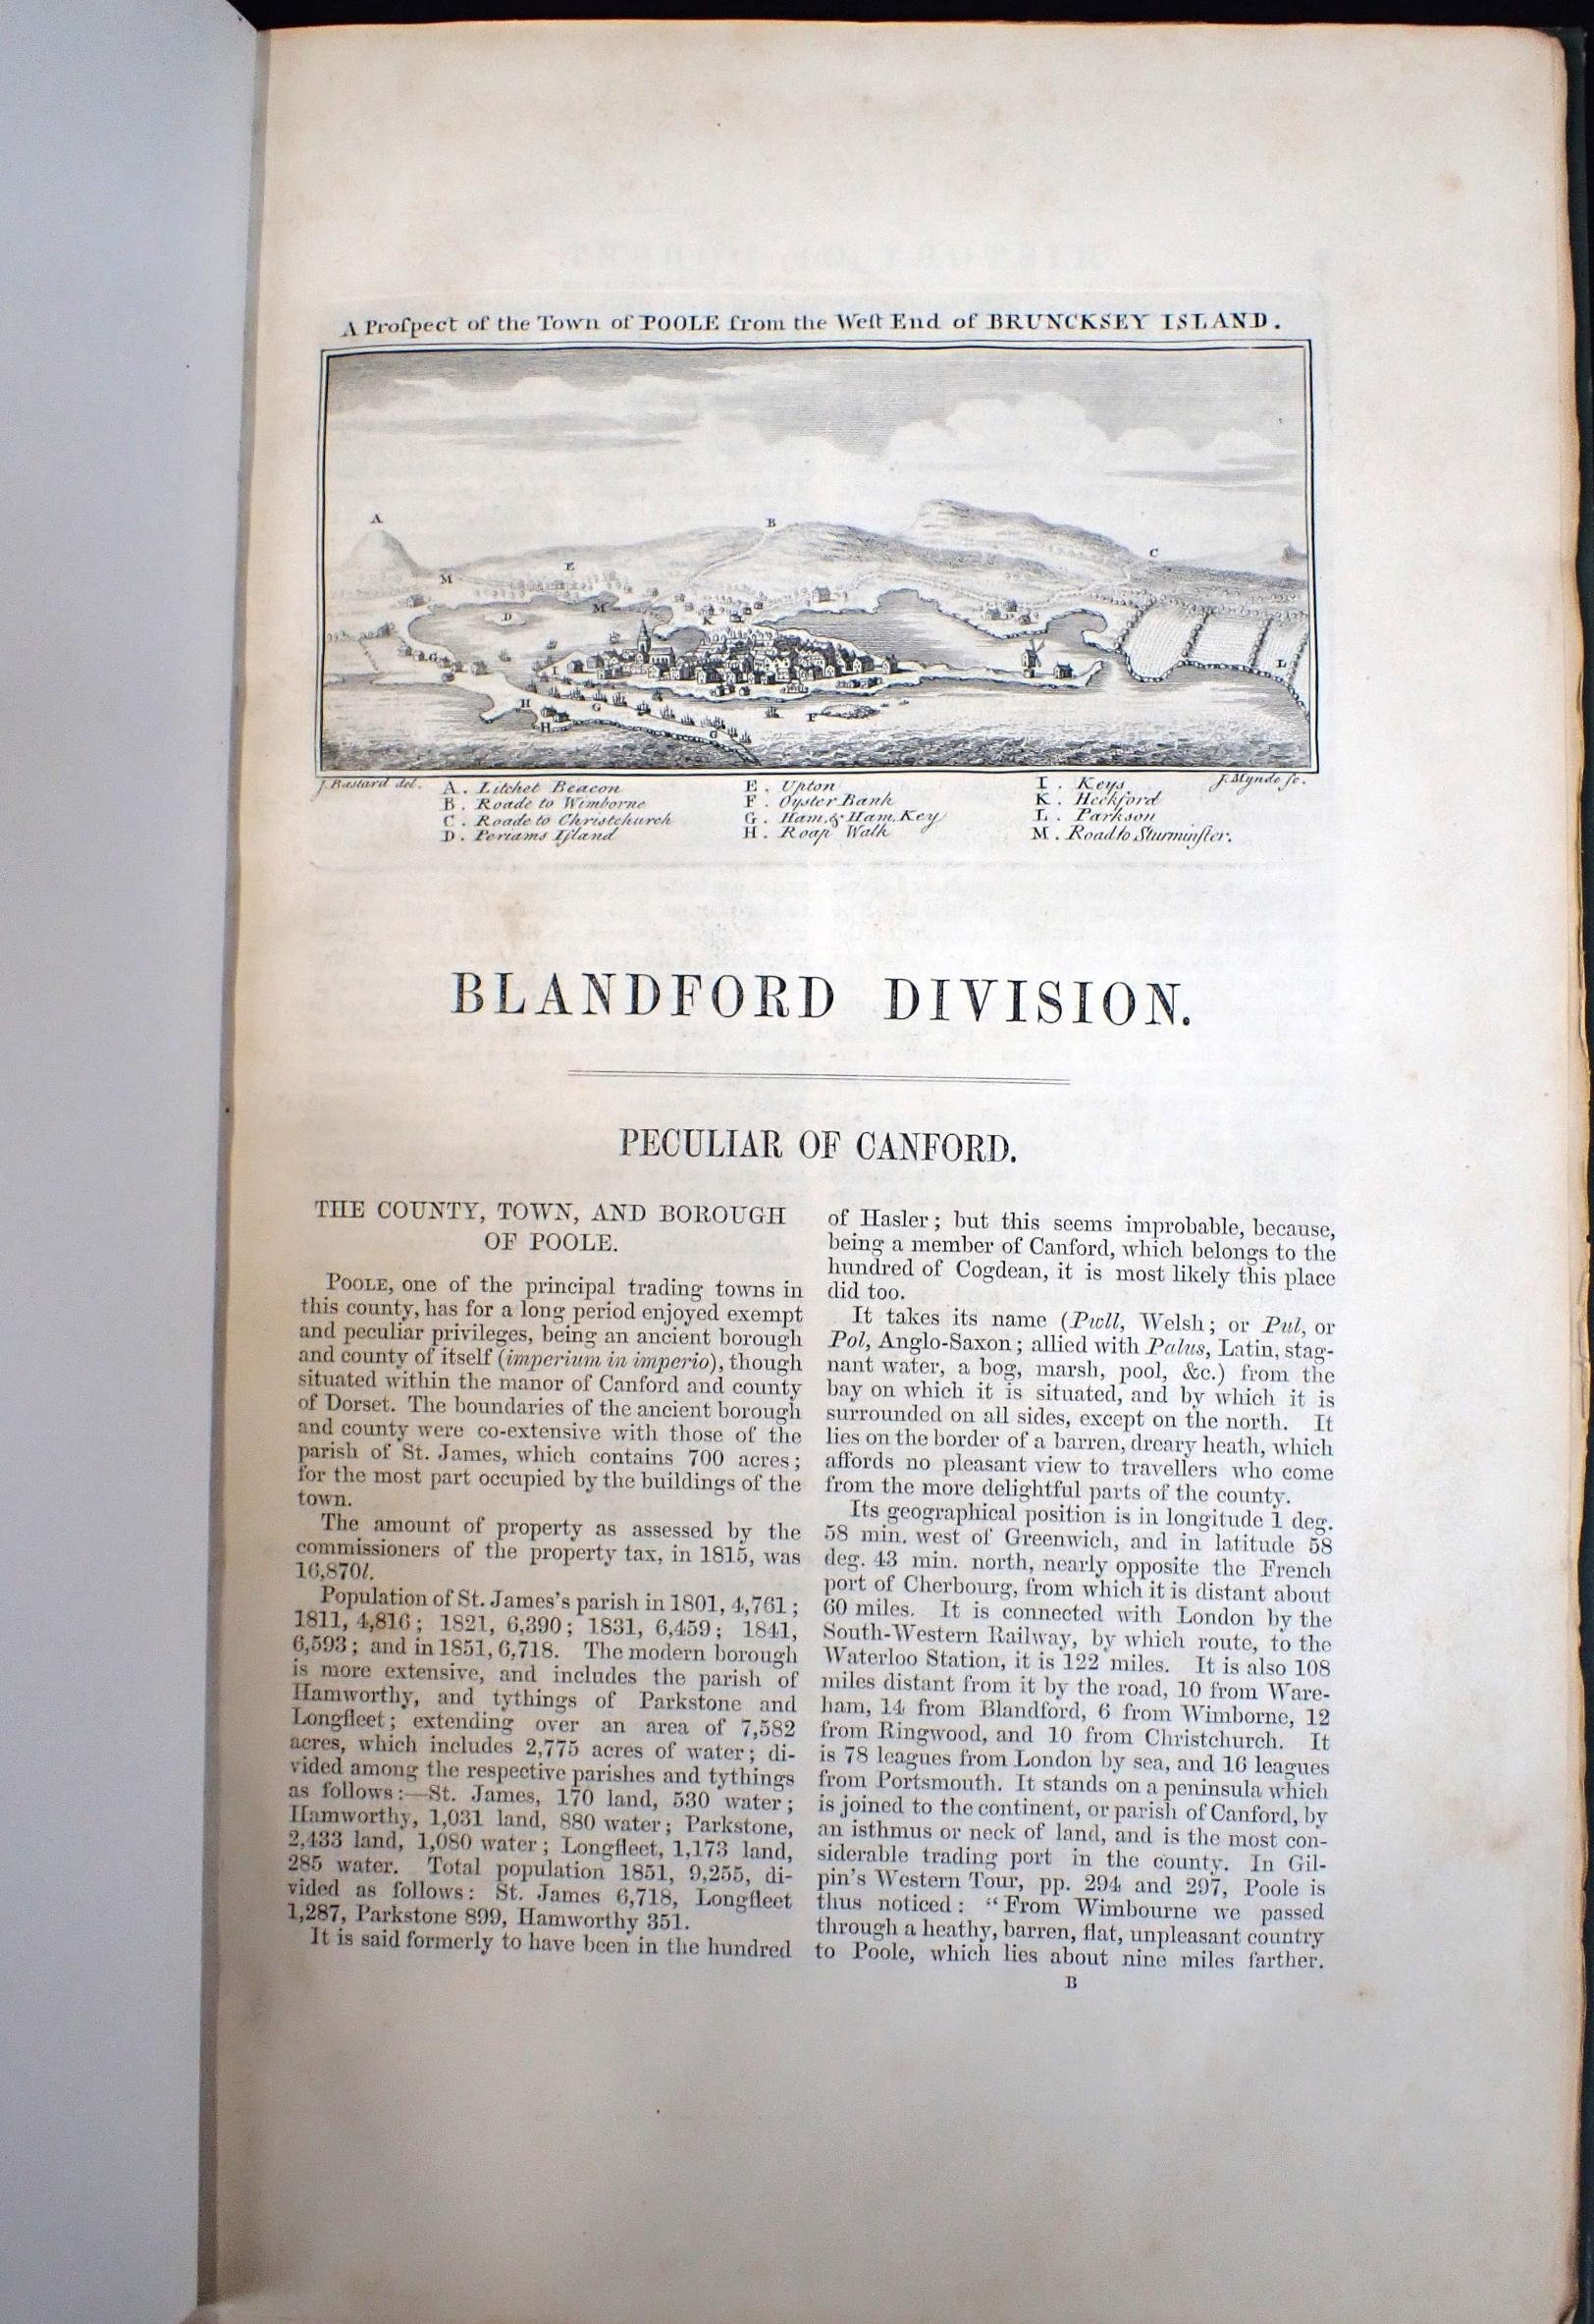 A Proſpect of the Town of POOLE from the Weſt End of BRUNCKSEY ISLAND.
A
B
C
M
E
M
D
K
G
I
L
H
G
F
H
G
J. Bastard del.
A. Litchet Beacon
B. Roade to Wimborne
C. Roade to Christchurch
D. Periams Iſland
E. Upton
F. Oyster Bank
G. Ham. & Ham. Key
H. Roap Walk
I. Keys
K. Heckford
L. Parkson
M. Road to Sturminſter.
J. Mynde ſc.
BLANDFORD DIVISION.
PECULIAR OF CANFORD.
THE COUNTY, TOWN, AND BOROUGH
OF POOLE.
POOLE, one of the principal trading towns in
this county, has for a long period enjoyed exempt
and peculiar privileges, being an ancient borough
and county of itself (imperium in imperio), though
situated within the manor of Canford and county
of Dorset. The boundaries of the ancient borough
and county were co-extensive with those of the
parish of St. James, which contains 700 acres;
for the most part occupied by the buildings of the
town.
The amount of property as assessed by the
commissioners of the property tax, in 1815, was
16,870l.
Population of St. James's parish in 1801, 4,761;
1811, 4,816; 1821, 6,390; 1831, 6,459; 1841,
6,593; and in 1851, 6,718. The modern borough
is more extensive, and includes the parish of
Hamworthy, and tythings of Parkstone and
Longfleet; extending over an area of 7,582
acres, which includes 2,775 acres of water; di-
vided among the respective parishes and tythings
as follows:—St. James, 170 land, 530 water;
Hamworthy, 1,031 land, 880 water; Parkstone,
2,433 land, 1,080 water; Longfleet, 1,173 land,
285 water. Total population 1851, 9,255, di-
vided as follows: St. James 6,718, Longfleet
1,287, Parkstone 899, Hamworthy 351.
It is said formerly to have been in the hundred
of Hasler; but this seems improbable, because,
being a member of Canford, which belongs to the
hundred of Cogdean, it is most likely this place
did too.
It takes its name (Pwll, Welsh; or Pul, or
Pol, Anglo-Saxon; allied with Palus, Latin, stag-
nant water, a bog, marsh, pool, &c.) from the
bay on which it is situated, and by which it is
surrounded on all sides, except on the north. It
lies on the border of a barren, dreary heath, which
affords no pleasant view to travellers who come
from the more delightful parts of the county.
Its geographical position is in longitude 1 deg.
58 min. west of Greenwich, and in latitude 58
deg. 43 min. north, nearly opposite the French
port of Cherbourg, from which it is distant about
60 miles. It is connected with London by the
South-Western Railway, by which route, to the
Waterloo Station, it is 122 miles. It is also 108
miles distant from it by the road, 10 from Ware-
ham, 14 from Blandford, 6 from Wimborne, 12
from Ringwood, and 10 from Christchurch. It
is 78 leagues from London by sea, and 16 leagues
from Portsmouth. It stands on a peninsula which
is joined to the continent, or parish of Canford, by
an isthmus or neck of land, and is the most con-
siderable trading port in the county. In Gil-
pin's Western Tour, pp. 294 and 297, Poole is
thus noticed: "From Wimbourne we passed
through a heathy, barren, flat, unpleasant country
to Poole, which lies about nine miles farther.
B